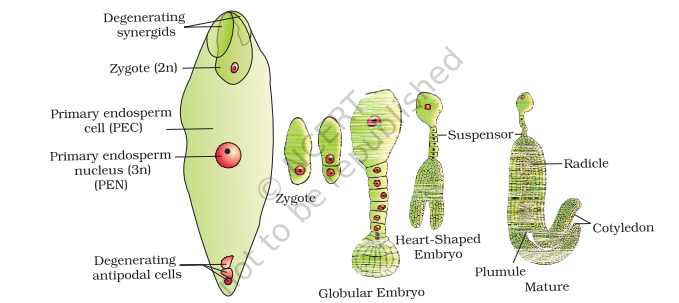 Degenerating
synergids
Zygote (2n)
Primary endosperm
cell (PEC)
Primary endosperm
nucleus (3n)
(PEN)
Degenerating
antipodal cells
Zygote
Globular Embryo
Heart-Shaped
Embryo
Suspensor
Radicle
Cotyledon
Plumule
Mature
© NCERT
not to be republished